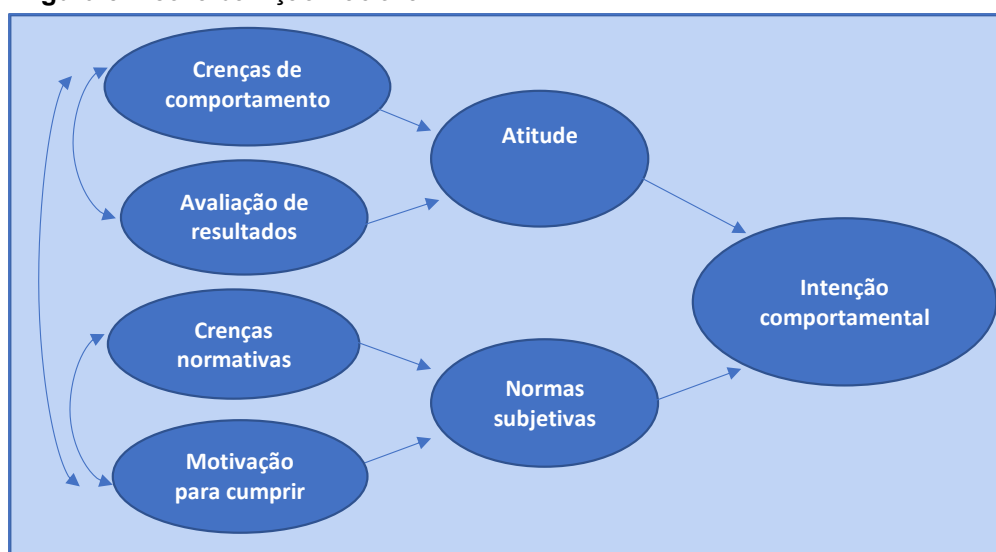 Crenças de
comportamento
Atitude
Avaliação de
resultados
Intenção
comportamental
Crenças
normativas
Normas
subjetivas
Motivação
para cumprir